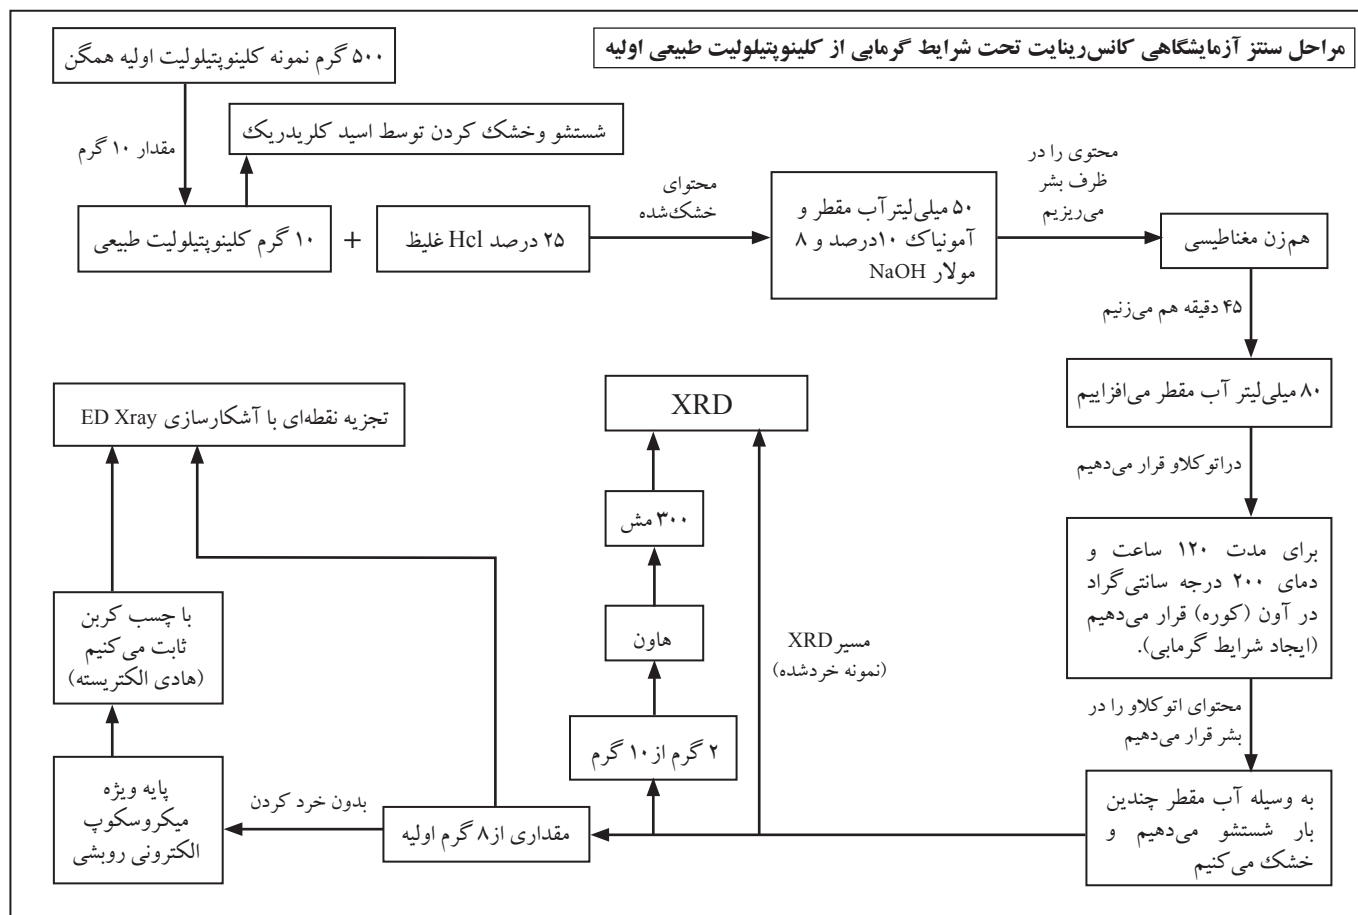 مراحل سنتز آزمایشگاهی کانس‌رینایت تحت شرایط گرمابی از کلینوپتیلولیت طبیعی اولیه
۵۰۰ گرم نمونه کلینوپتیلولیت اولیه همگن
مقدار ۱۰ گرم
شستشو وخشک کردن توسط اسید کلریدریک
۱۰ گرم کلینوپتیلولیت طبیعی
+
۲۵ درصد Hcl غلیظ
محتوای
خشک‌شده
۵۰ میلی‌لیترآب مقطر و
آمونیاک ۱۰درصد و ۸
مولار NaOH
محتوی را در
ظرف بشر
می‌ریزیم
هم‌زن مغناطیسی
۴۵ دقیقه هم می‌زنیم
۸۰ میلی‌لیتر آب مقطر می‌افزاییم
دراتوکلاو قرار می‌دهیم
برای مدت ۱۲۰ ساعت و
دمای ۲۰۰ درجه سانتی‌گراد
در آون (کوره) قرار می‌دهیم
(ایجاد شرایط گرمابی).
محتوای اتوکلاو را در
بشر قرار می‌دهیم
به وسیله آب مقطر چندین
بار شستشو می‌دهیم و
خشک می‌کنیم
مسیر XRD
(نمونه خردشده)
۲ گرم از ۱۰ گرم
هاون
۳۰۰ مش
XRD
مقداری از ۸ گرم اولیه
بدون خرد کردن
پایه ویژه
میکروسکوپ
الکترونی روبشی
با چسب کربن
ثابت می‌کنیم
(هادی الکتریسته)
تجزیه نقطه‌ای با آشکارسازی ED Xray